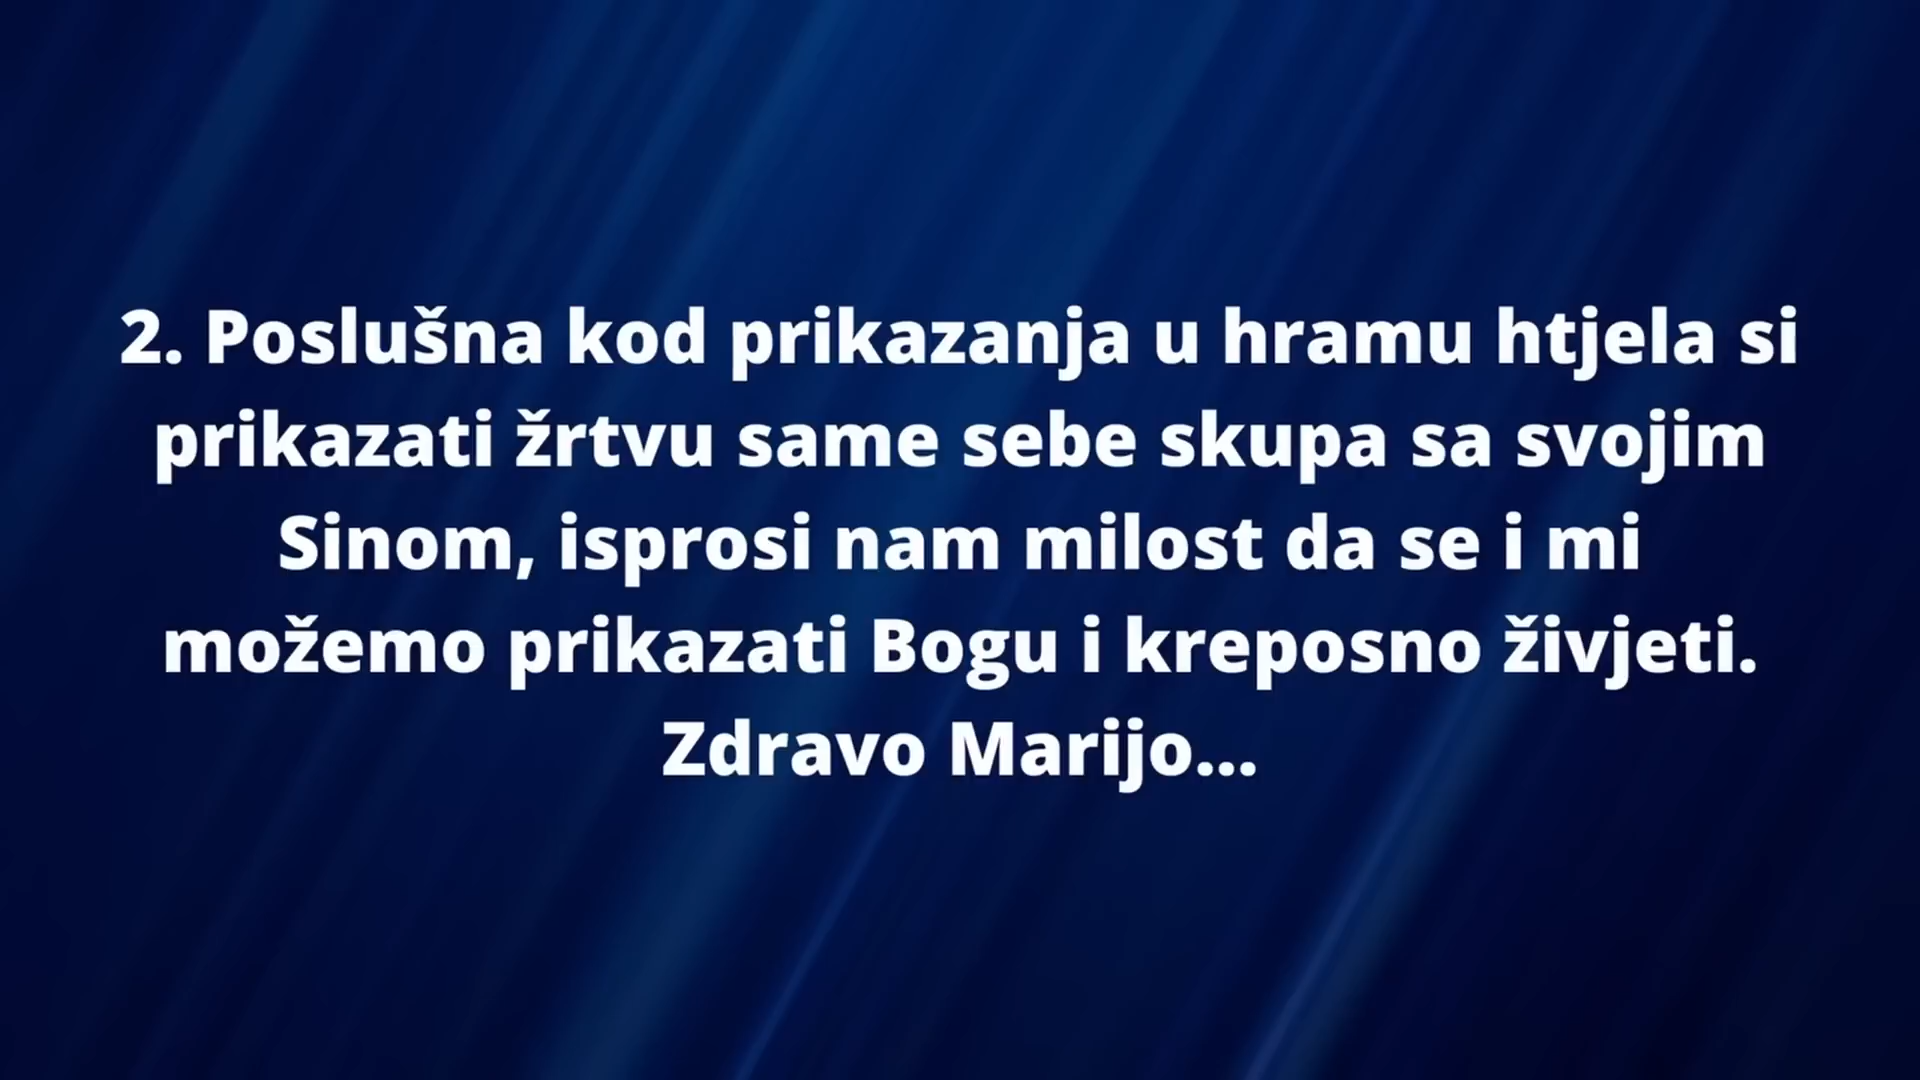 2. Poslušna kod prikazanja u hramu htjela si
prikazati žrtvu same sebe skupa sa svojim
Sinom, isprosi nam milost da se i mi
možemo prikazati Bogu i kreposno živjeti.
Zdravo Marijo...